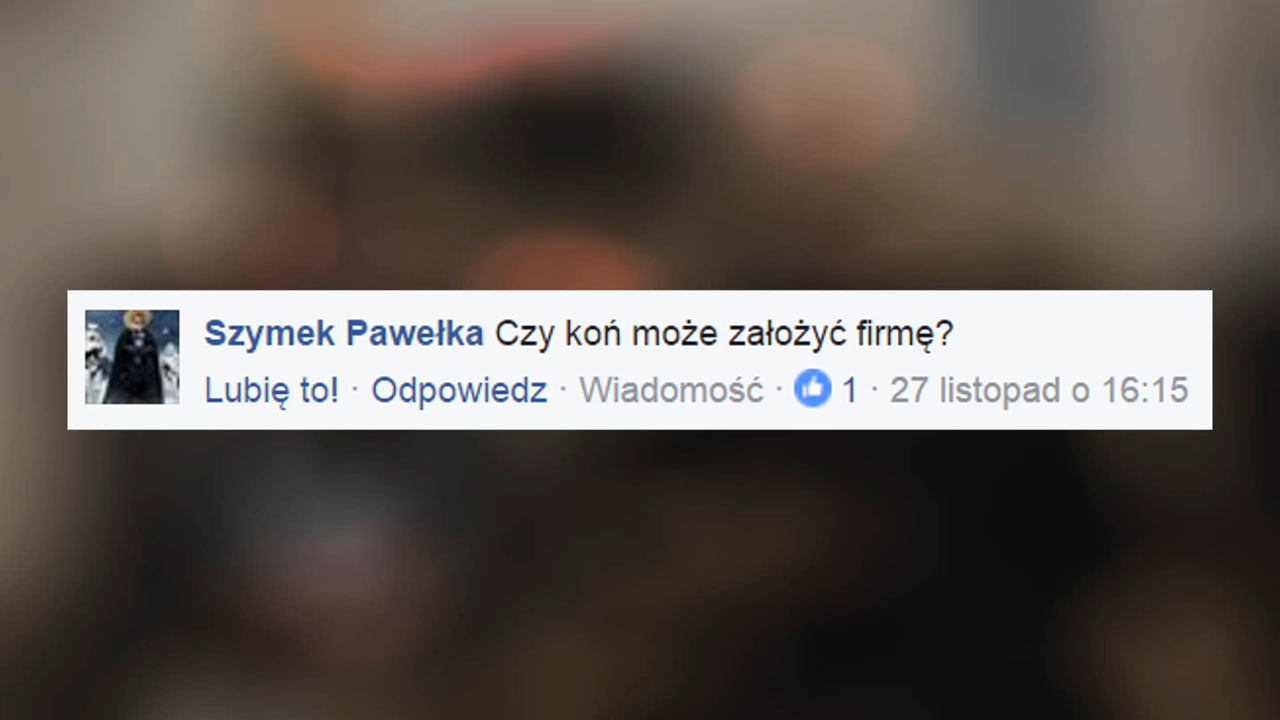 Szymek Pawełka Czy koń może założyć firmę?
Lubię to! · Odpowiedz · Wiadomość · 1 · 27 listopad o 16:15